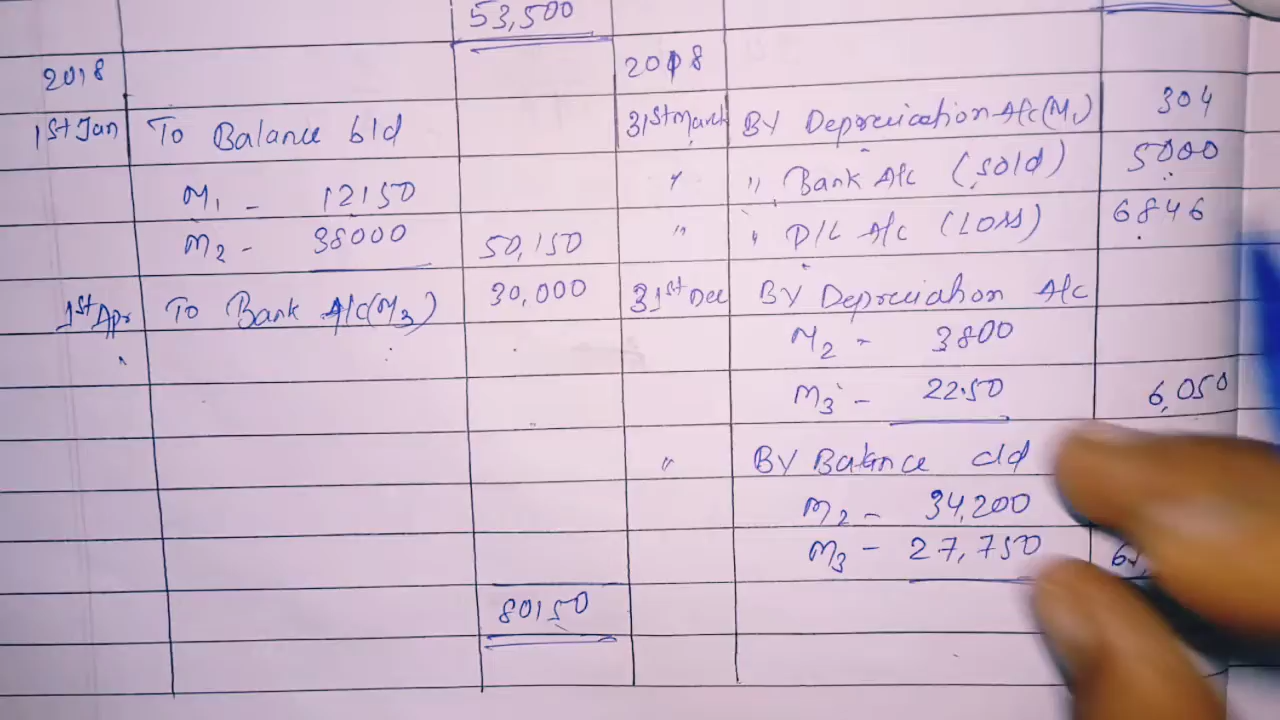 53,500
2018 2018
1st Jan To Balance b/d 31st March BY Depreciation A/c (M1) 304
M1 - 12150 " " Bank A/c (sold) 5000
M2 - 38000 50,150 " " P/L A/c (Loss) 6846
1st Apr To Bank A/c (M3) 30,000 31st Dec BY Depreciation A/c
M2 - 3800
M3 - 2250 6,050
" BY Balance c/d
M2 - 34,200
M3 - 27,750
80150